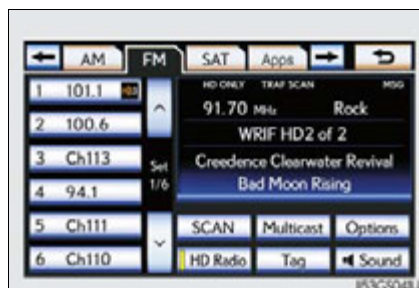 AM FM SAT Apps
HD ONLY TRAF SCAN MSG
1 101.1
91.70 MHz Rock
2 100.6
WRIF HD2 of 2
3 Ch113
Set
Creedence Clearwater Revival
4 94.1
1/6
Bad Moon Rising
5 Ch111
SCAN Multicast Options
6 Ch110
HD Radio Tag Sound